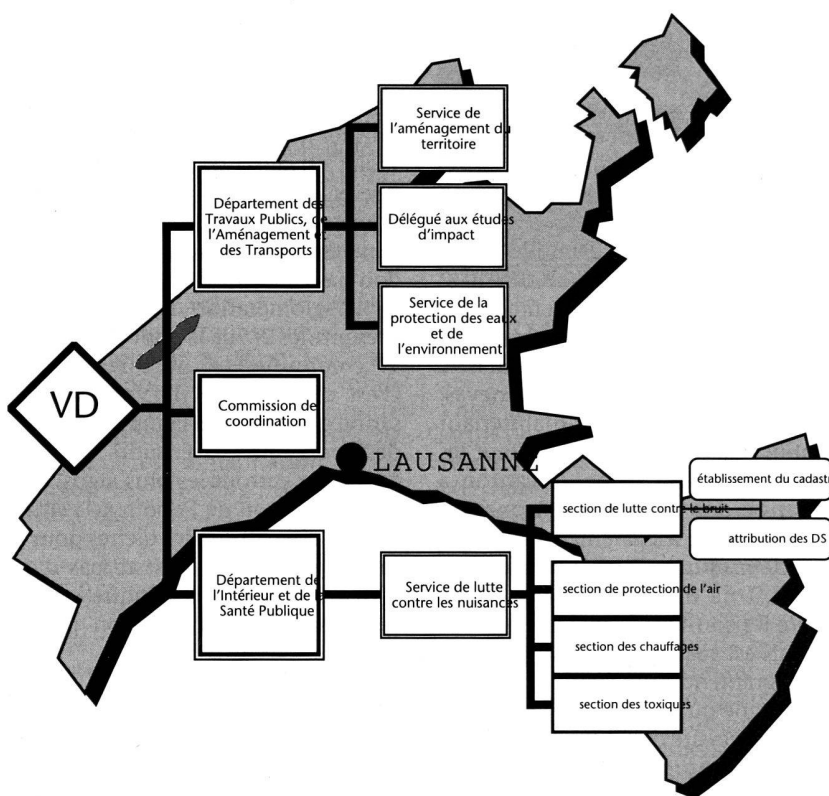 Service de
l'aménagement du
territoire
Département des
Travaux Publics, de
l'Aménagement et
des Transports
Délégué aux études
d'impact
Service de la
protection des eaux
et de
l'environnement
VD
Commission de
coordination
LAUSANNE
établissement du cadastr
section de lutte contre le bruit
attribution des DS
Département de
l'Intérieur et de la
Santé Publique
Service de lutte
contre les nuisances
section de protection de l'air
section des chauffages
section des toxiques